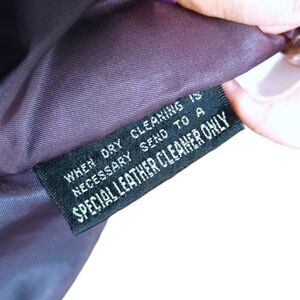 WHEN DRY CLEANING IS
NECESSARY SEND TO A
SPECIAL LEATHER CLEANER ONLY